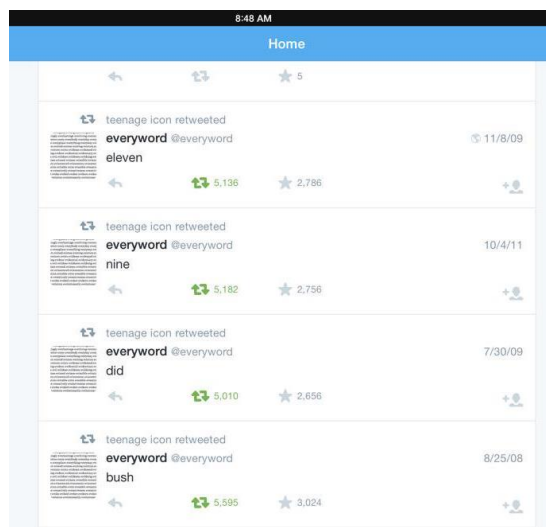 8:48 AM
Home
5
teenage icon retweeted
everyword @everyword 11/8/09
eleven
5,136 2,786
teenage icon retweeted
everyword @everyword 10/4/11
nine
5,182 2,756
teenage icon retweeted
everyword @everyword 7/30/09
did
5,010 2,656
teenage icon retweeted
everyword @everyword 8/25/08
bush
5,595 3,024